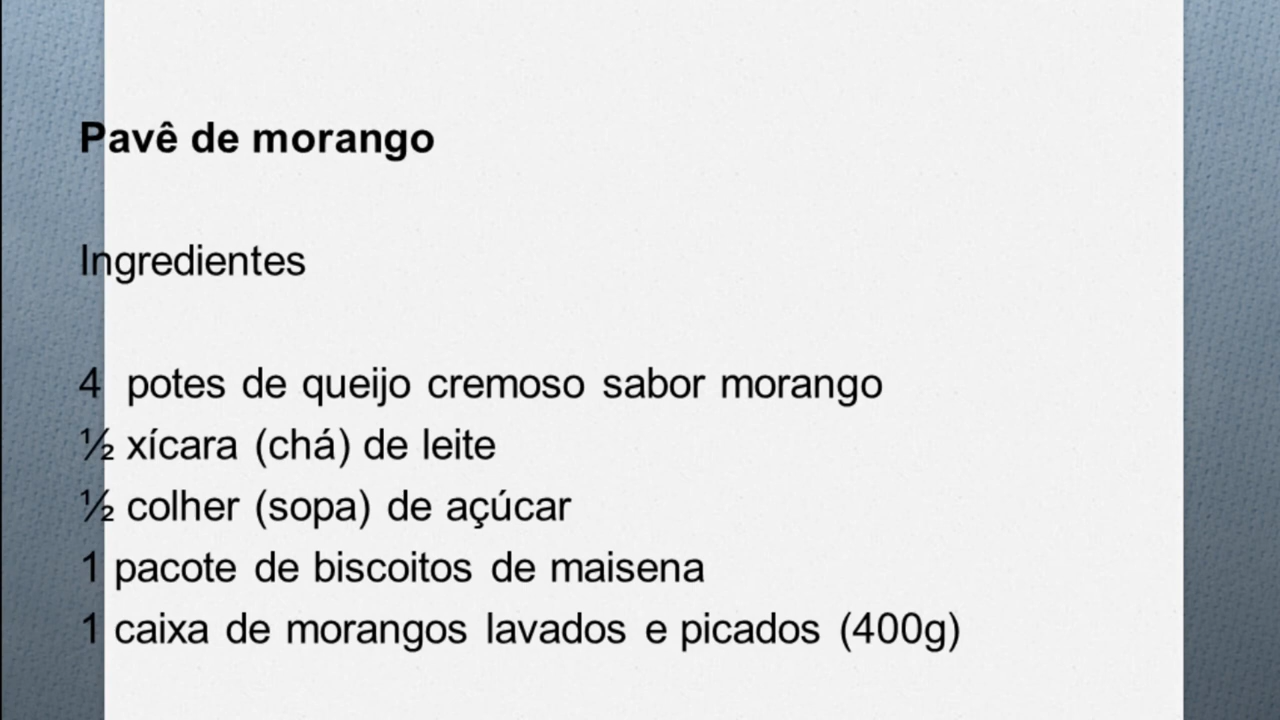 Pavê de morango
Ingredientes
4 potes de queijo cremoso sabor morango
½ xícara (chá) de leite
½ colher (sopa) de açúcar
1 pacote de biscoitos de maisena
1 caixa de morangos lavados e picados (400g)